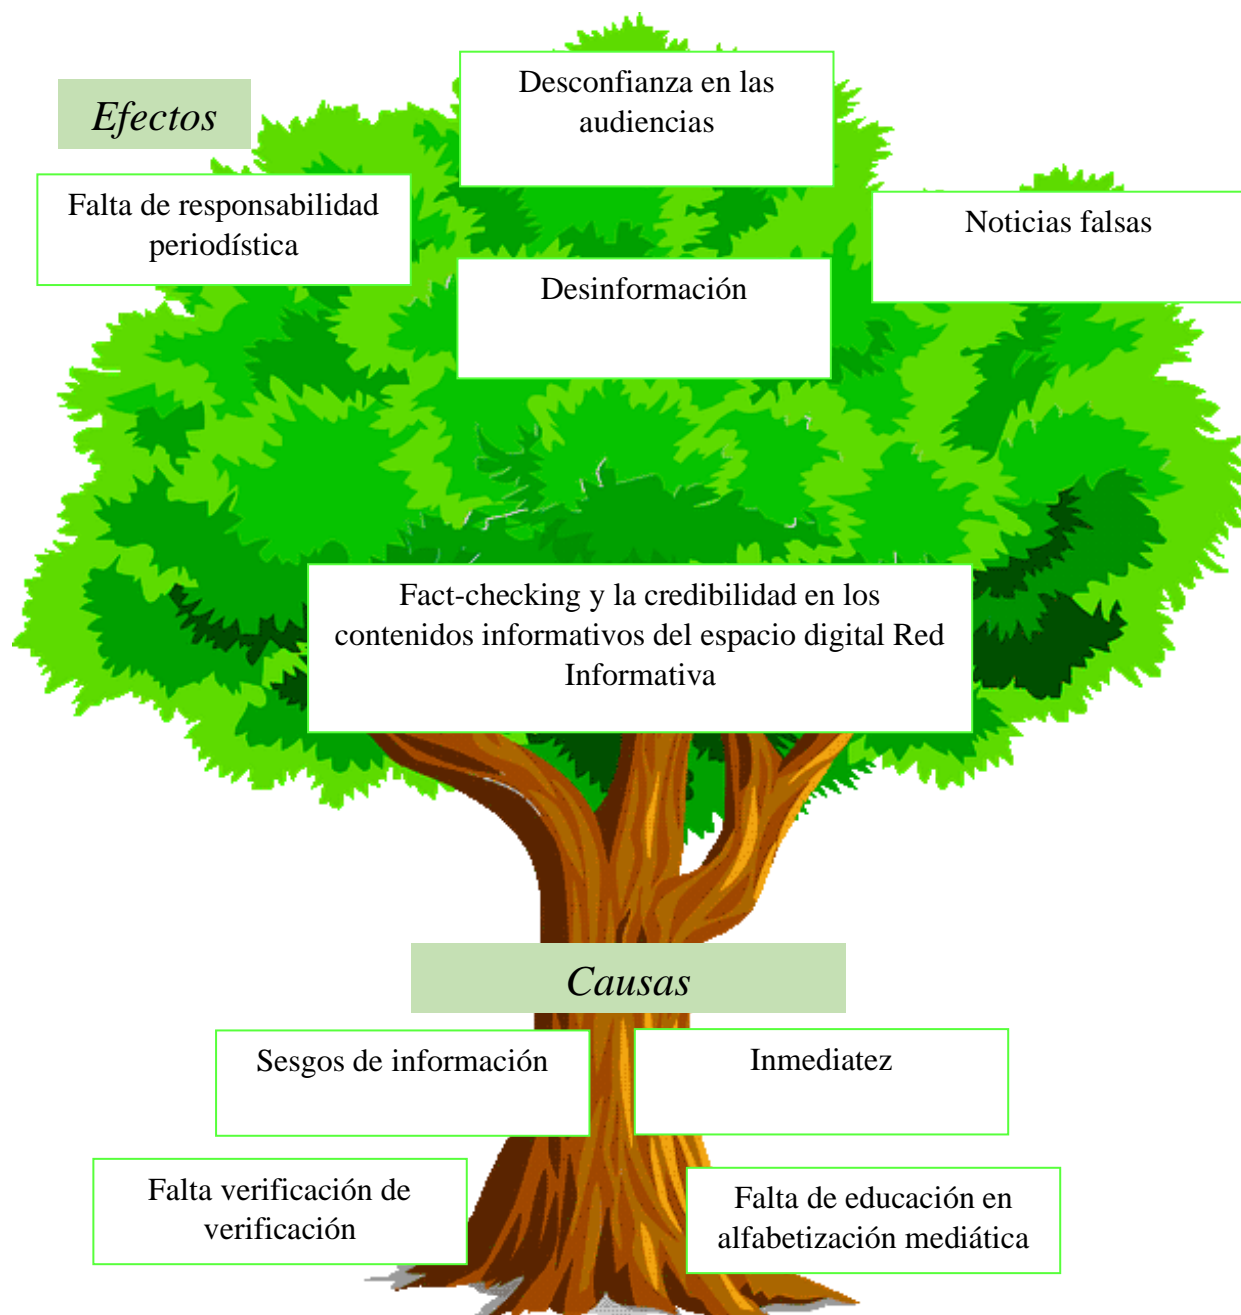 Efectos
Desconfianza en las
audiencias
Falta de responsabilidad
periodística
Noticias falsas
Desinformación
Fact-checking y la credibilidad en los
contenidos informativos del espacio digital Red
Informativa
Causas
Sesgos de información
Inmediatez
Falta verificación de
verificación
Falta de educación en
alfabetización mediática